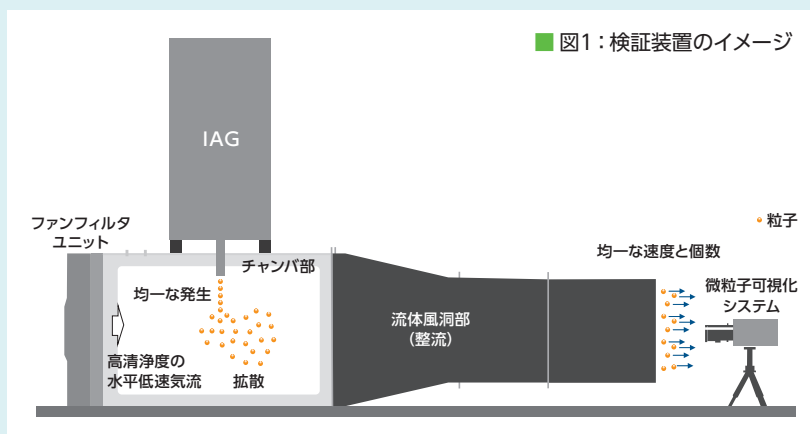 ■ 図1：検証装置のイメージ
IAG
ファンフィルタ
ユニット
チャンバ部
均一な発生
高清浄度の
水平低速気流
拡散
流体風洞部
（整流）
均一な速度と個数
粒子
微粒子可視化
システム